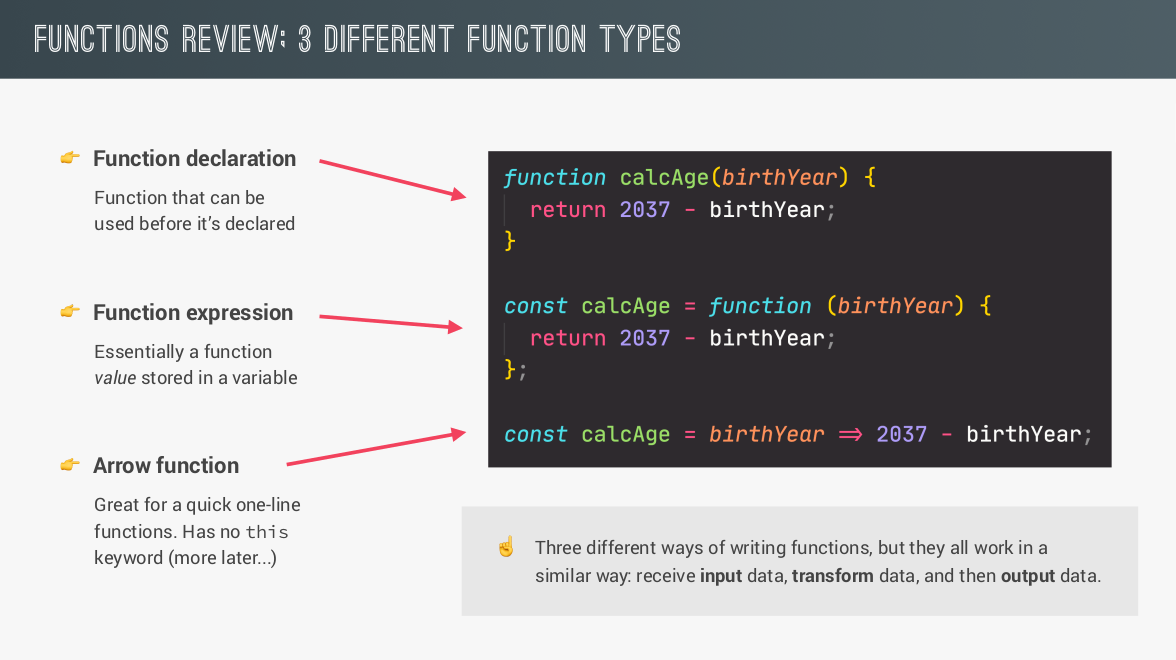 FUNCTIONS REVIEW; 3 DIFFERENT FUNCTION TYPES
👉 Function declaration
Function that can be
used before it’s declared
👉 Function expression
Essentially a function
value stored in a variable
👉 Arrow function
Great for a quick one-line
functions. Has no this
keyword (more later...)
function calcAge(birthYear) {
return 2037 - birthYear;
}
const calcAge = function (birthYear) {
return 2037 - birthYear;
};
const calcAge = birthYear => 2037 - birthYear;
☝️ Three different ways of writing functions, but they all work in a
similar way: receive input data, transform data, and then output data.